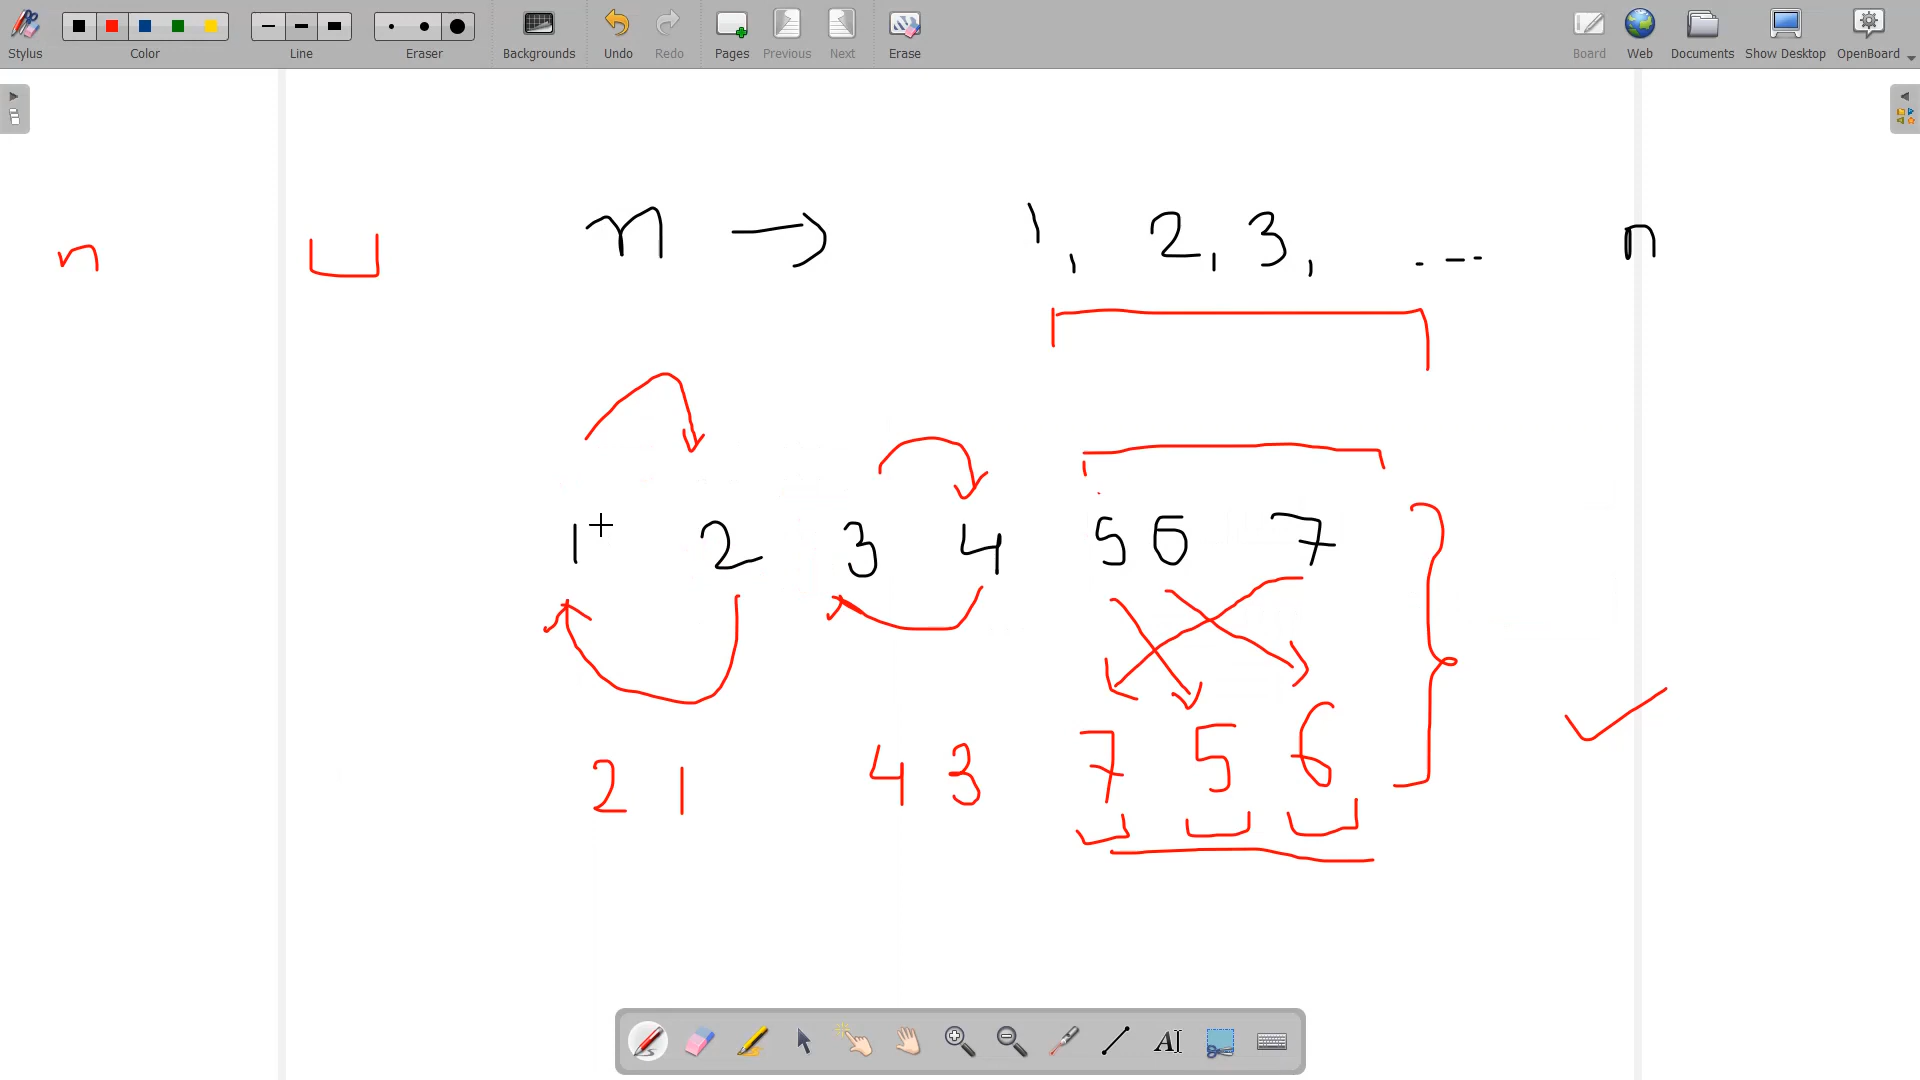 Stylus Color Line Eraser Backgrounds Undo Redo Pages Previous Next Erase Board Web Documents Show Desktop OpenBoard
n n → 1, 2, 3, . - - n
1 2 3 4 5 6 7
2 1 4 3 7 5 6